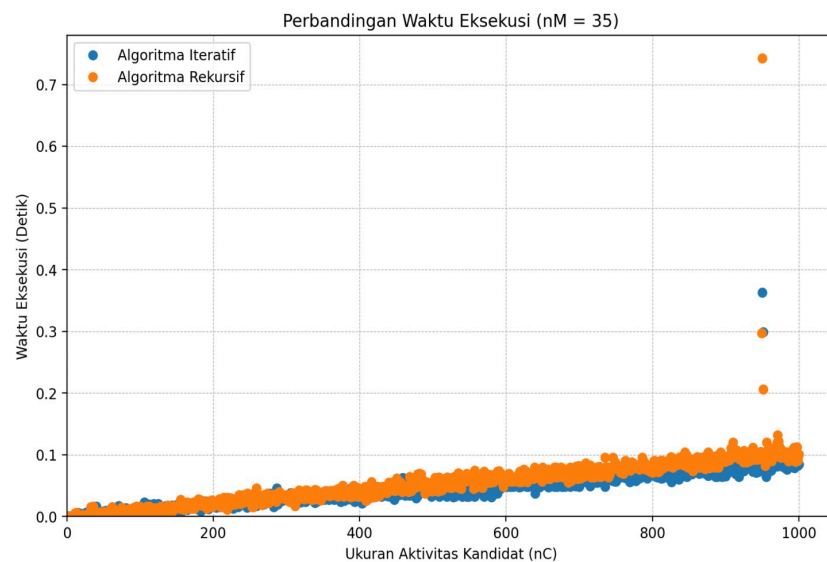 Perbandingan Waktu Eksekusi (nM = 35)
Algoritma Iteratif
Algoritma Rekursif
Waktu Eksekusi (Detik)
0.7
0.6
0.5
0.4
0.3
0.2
0.1
0.0
0 200 400 600 800 1000
Ukuran Aktivitas Kandidat (nC)